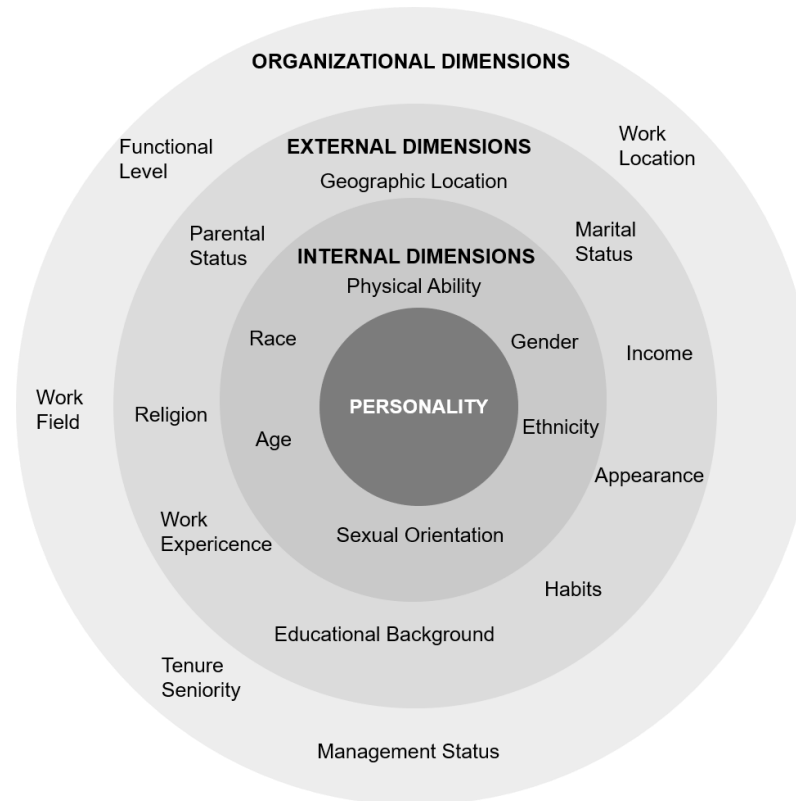 ORGANIZATIONAL DIMENSIONS
Functional
Level
Work
Location
EXTERNAL DIMENSIONS
Geographic Location
Parental
Status
Marital
Status
INTERNAL DIMENSIONS
Physical Ability
Race
Gender
Income
Work
Field
Religion
PERSONALITY
Age
Ethnicity
Appearance
Work
Expericence
Sexual Orientation
Habits
Educational Background
Tenure
Seniority
Management Status